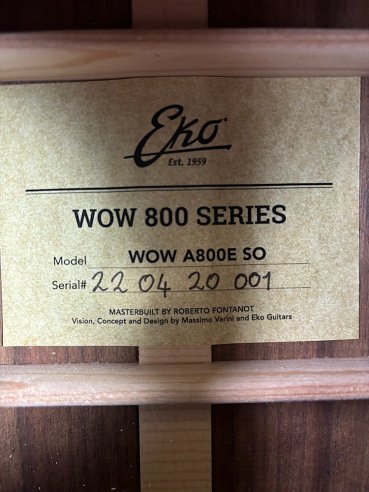 Eko
Est. 1959
WOW 800 SERIES
Model WOW A800E SO
Serial# 22 04 20 001
MASTERBUILT BY ROBERTO FONTANOT
Vision, Concept and Design by Massimo Varini and Eko Guitars